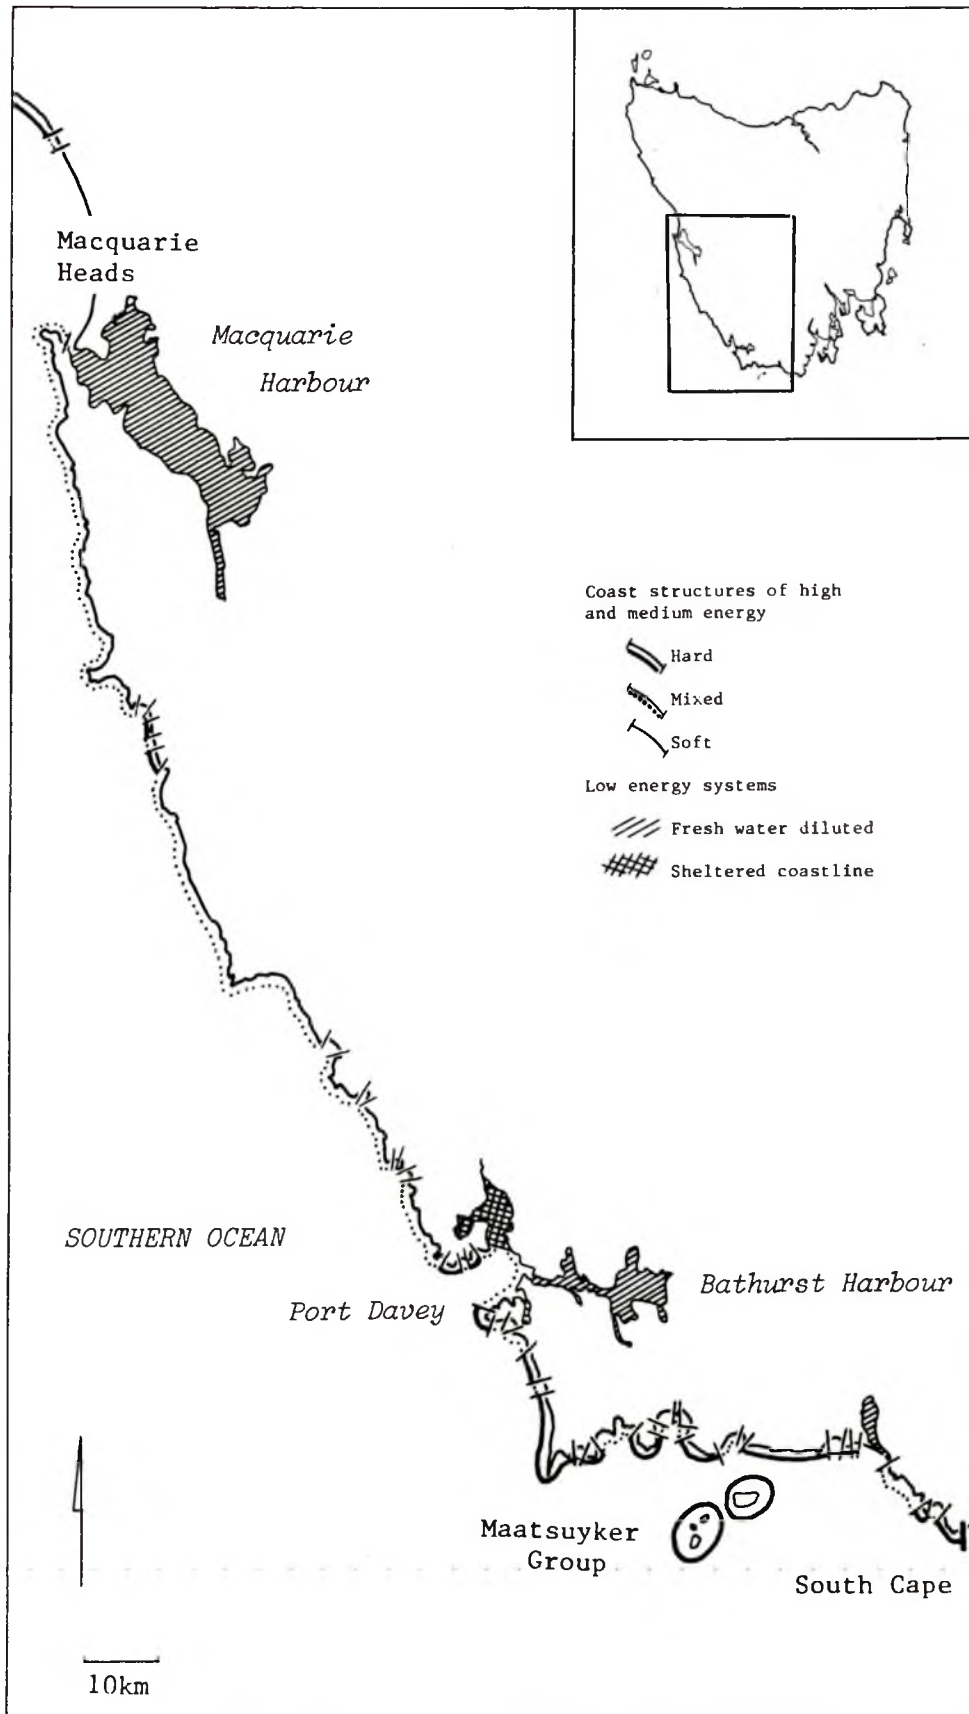 Macquarie
Heads
Macquarie
Harbour
Coast structures of high
and medium energy
Hard
Mixed
Soft
Low energy systems
Fresh water diluted
Sheltered coastline
SOUTHERN OCEAN
Port Davey
Bathurst Harbour
Maatsuyker
Group
South Cape
10km